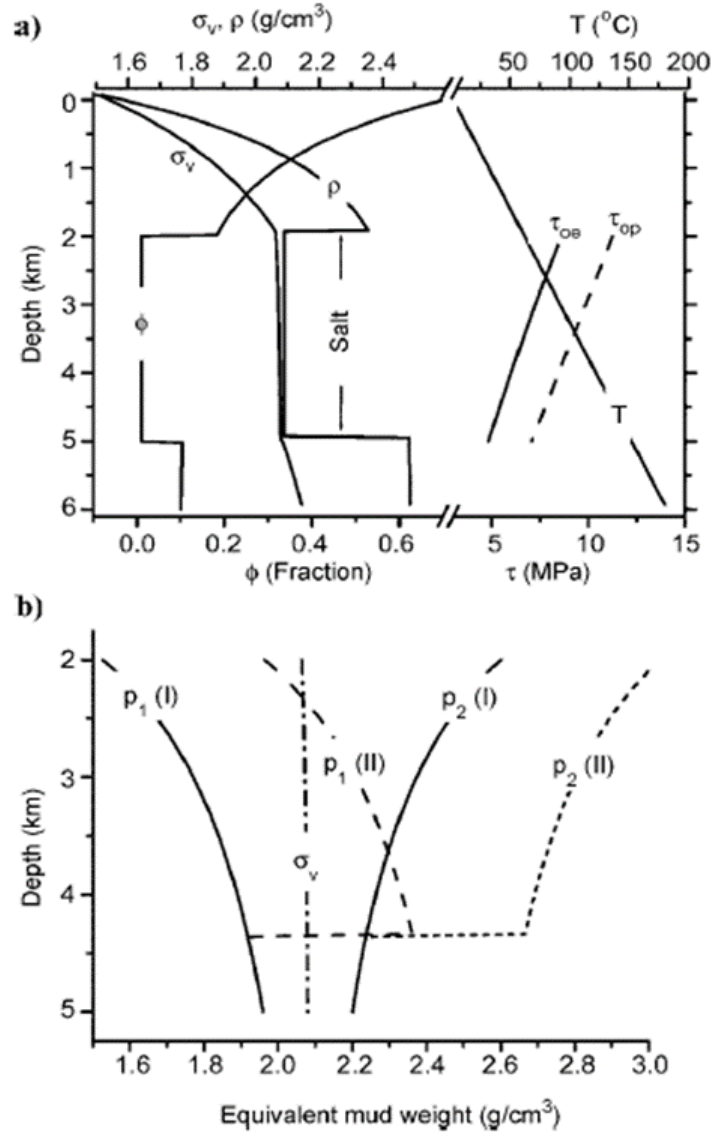 a)
σv, ρ (g/cm³) T (°C)
1.6 1.8 2.0 2.2 2.4 0 50 100 150 200
0
1
2
3
4
5
6
Depth (km)
σv
ρ
τoe
τop
ϕ
Salt
T
0.0 0.2 0.4 0.6 5 10 15
ϕ (Fraction) τ (MPa)
b)
2
3
4
5
Depth (km)
p1 (I)
p2 (I)
p1 (II)
p2 (II)
σv
1.6 1.8 2.0 2.2 2.4 2.6 2.8 3.0
Equivalent mud weight (g/cm³)